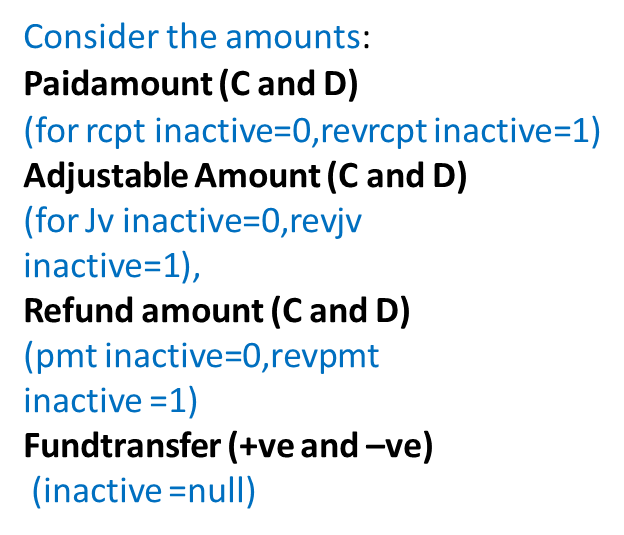 Consider the amounts:
Paidamount (C and D)
(for rcpt inactive=0,revrcpt inactive=1)
Adjustable Amount (C and D)
(for Jv inactive=0,revjv
inactive=1),
Refund amount (C and D)
(pmt inactive=0,revpmt
inactive =1)
Fundtransfer (+ve and –ve)
(inactive =null)